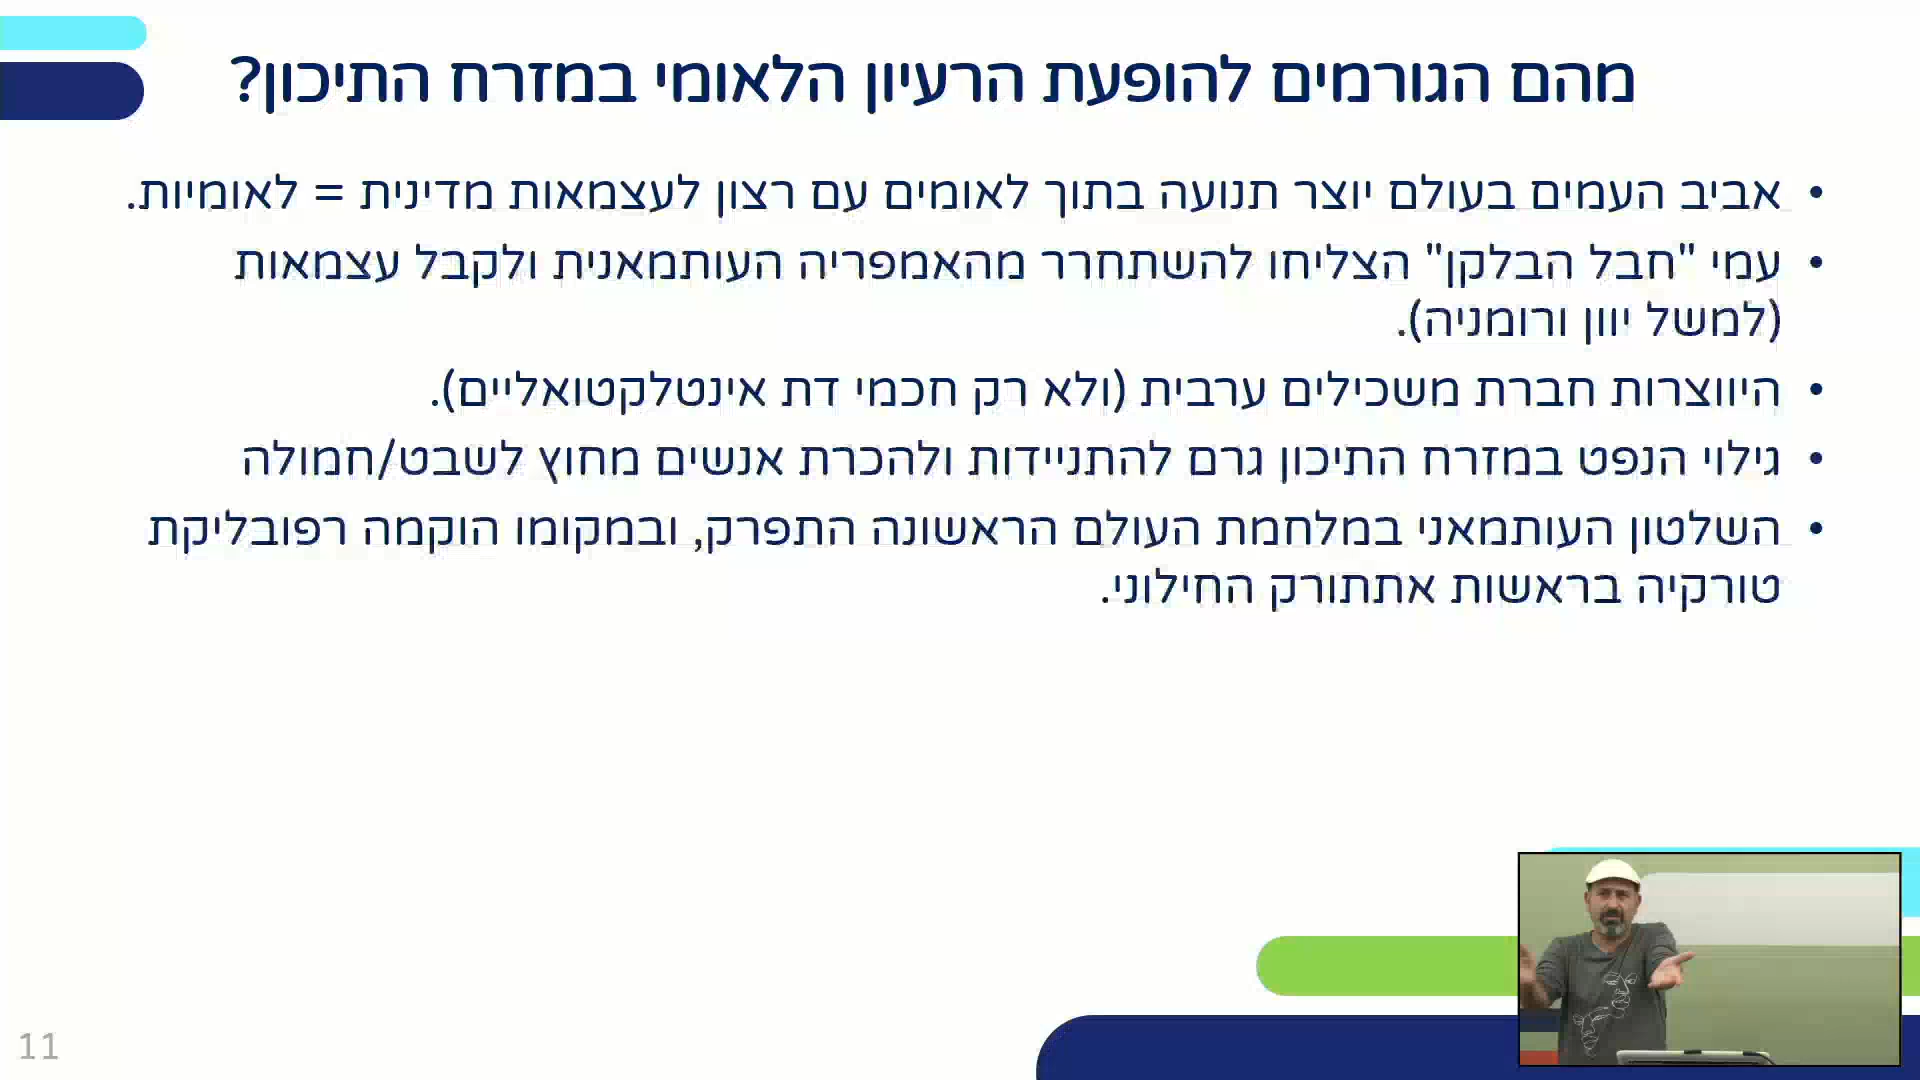 מהם הגורמים להופעת הרעיון הלאומי במזרח התיכון?
• אביב העמים בעולם יוצר תנועה בתוך לאומים עם רצון לעצמאות מדינית = לאומיות.
• עמי "חבל הבלקן" הצליחו להשתחרר מהאמפריה העותמאנית ולקבל עצמאות
(למשל יוון ורומניה).
• היווצרות חברת משכילים ערבית (ולא רק חכמי דת אינטלקטואליים).
• גילוי הנפט במזרח התיכון גרם להתניידות ולהכרת אנשים מחוץ לשבט/חמולה
• השלטון העותמאני במלחמת העולם הראשונה התפרק, ובמקומו הוקמה רפובליקת
טורקיה בראשות אתתורק החילוני.
11